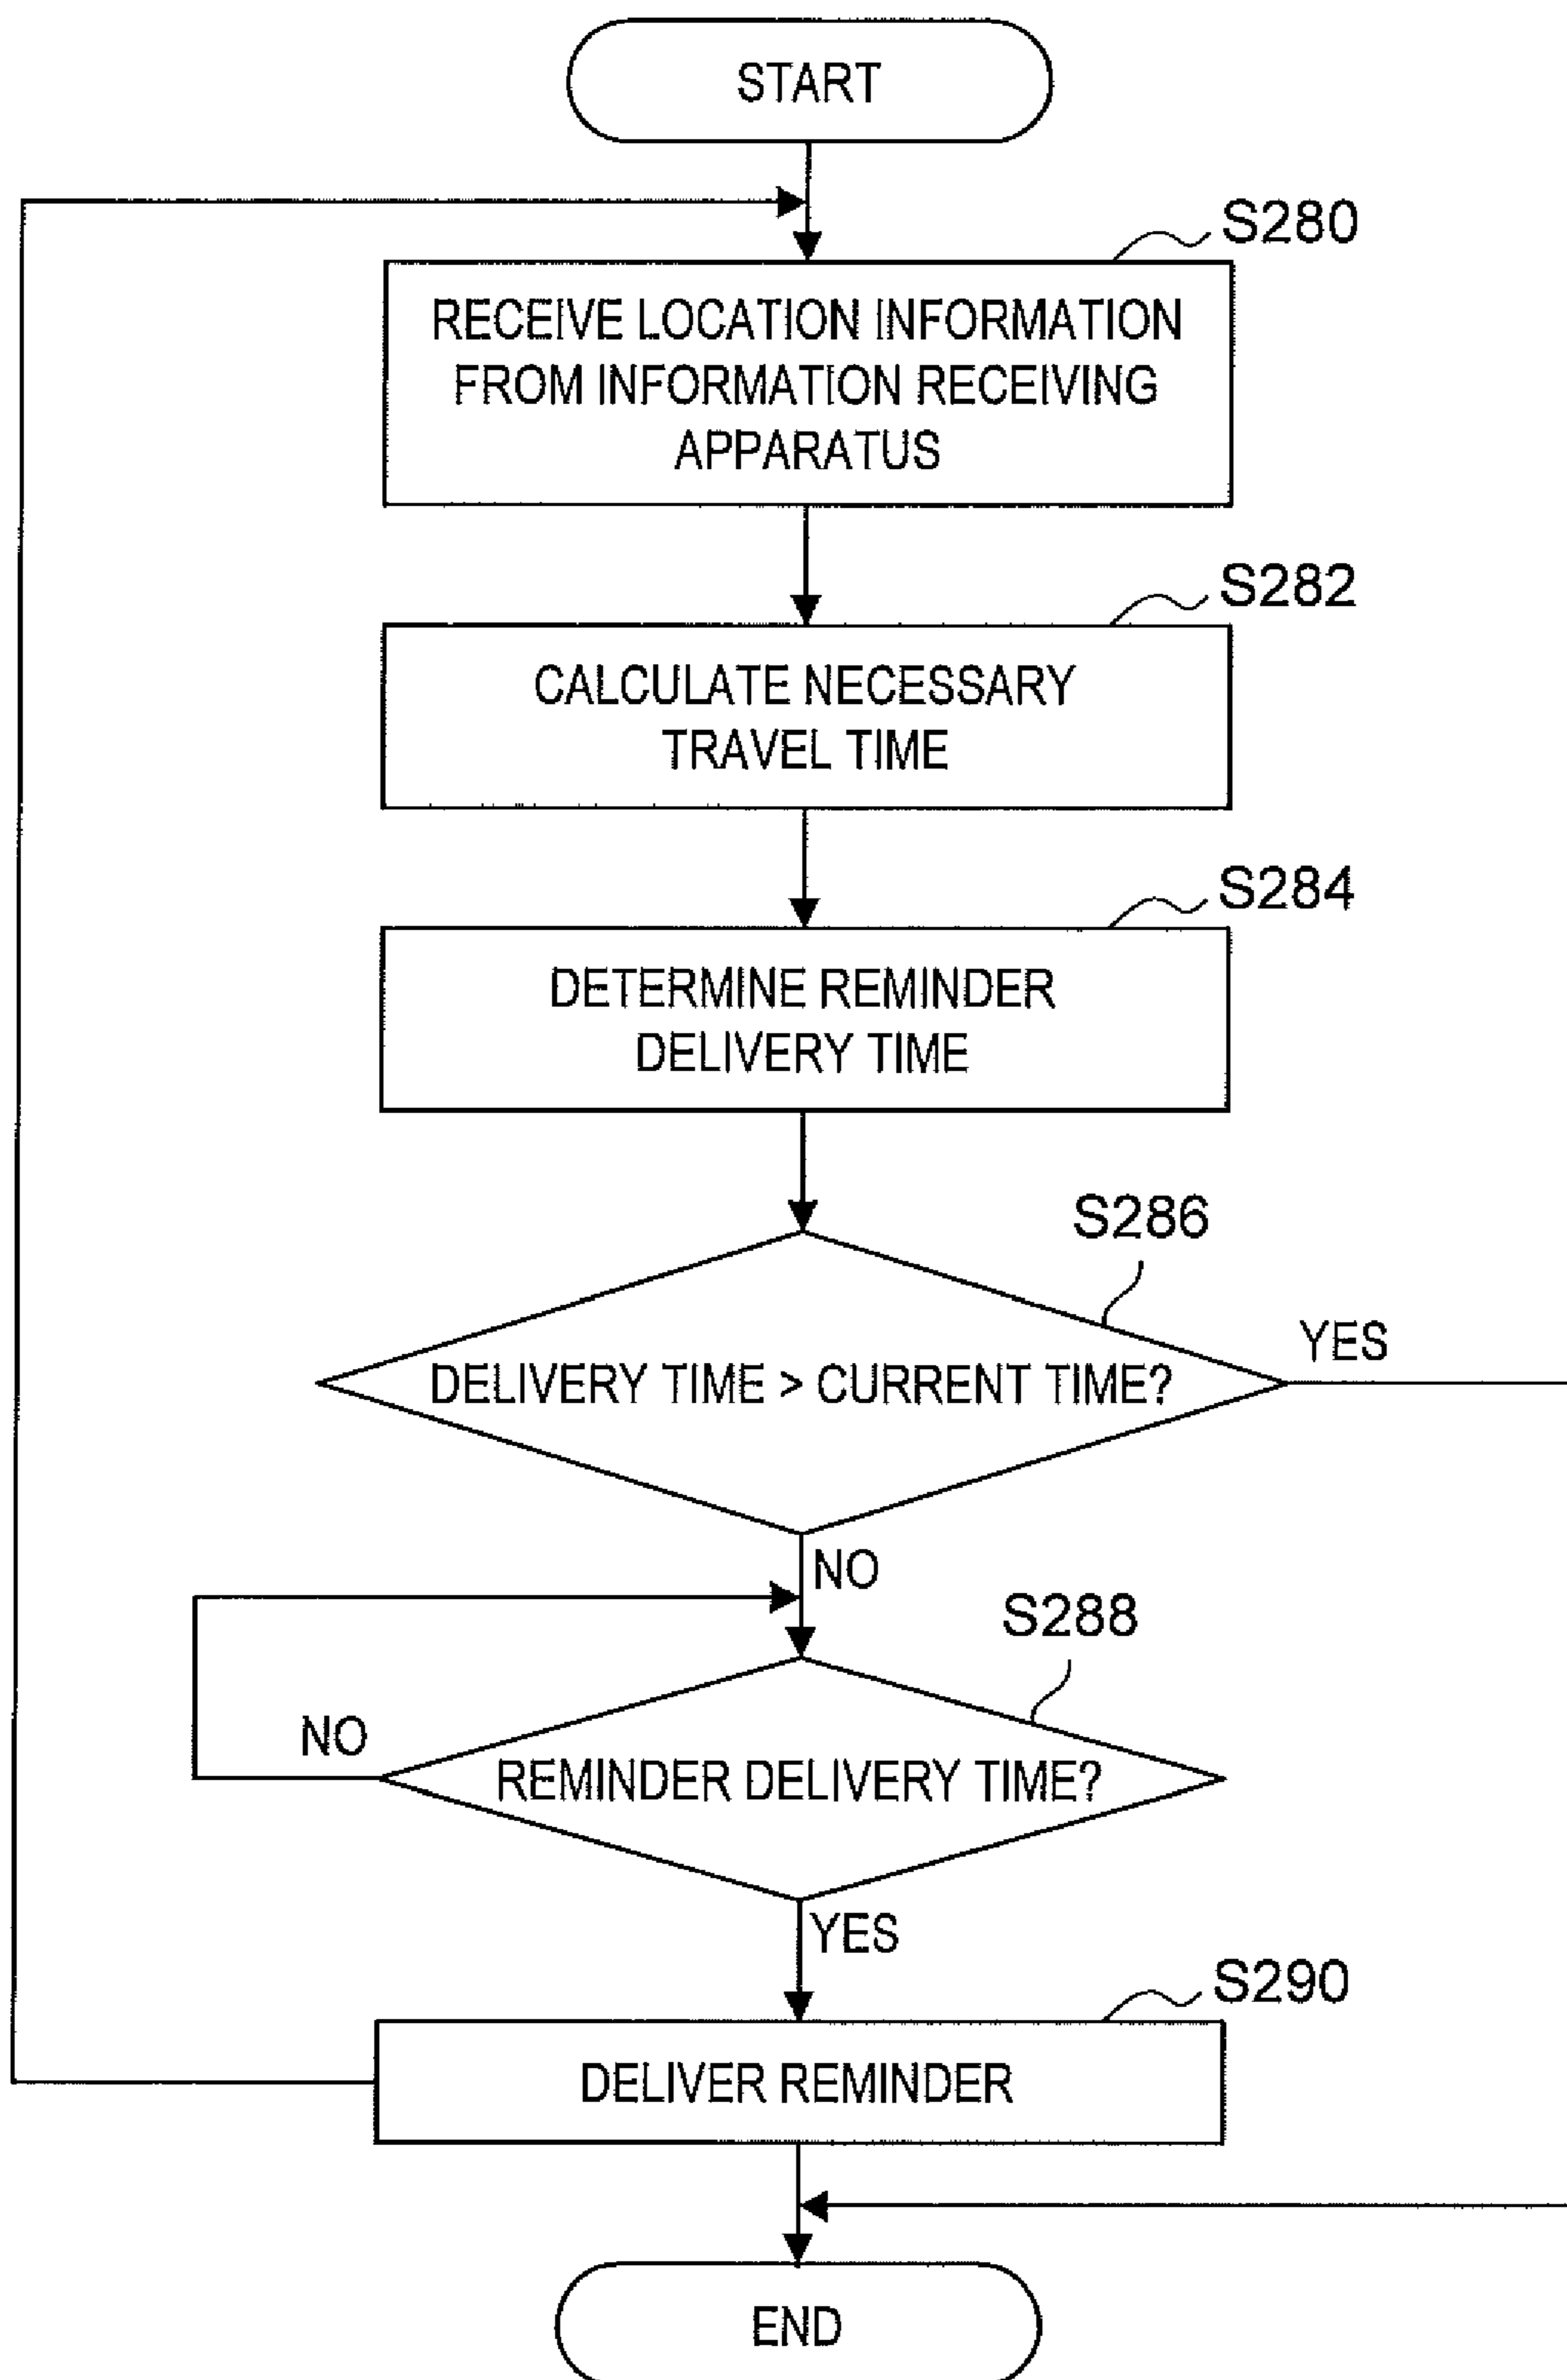 START
S280
RECEIVE LOCATION INFORMATION
FROM INFORMATION RECEIVING
APPARATUS
S282
CALCULATE NECESSARY
TRAVEL TIME
S284
DETERMINE REMINDER
DELIVERY TIME
S286
DELIVERY TIME > CURRENT TIME?
YES
NO
S288
NO
REMINDER DELIVERY TIME?
YES
S290
DELIVER REMINDER
END